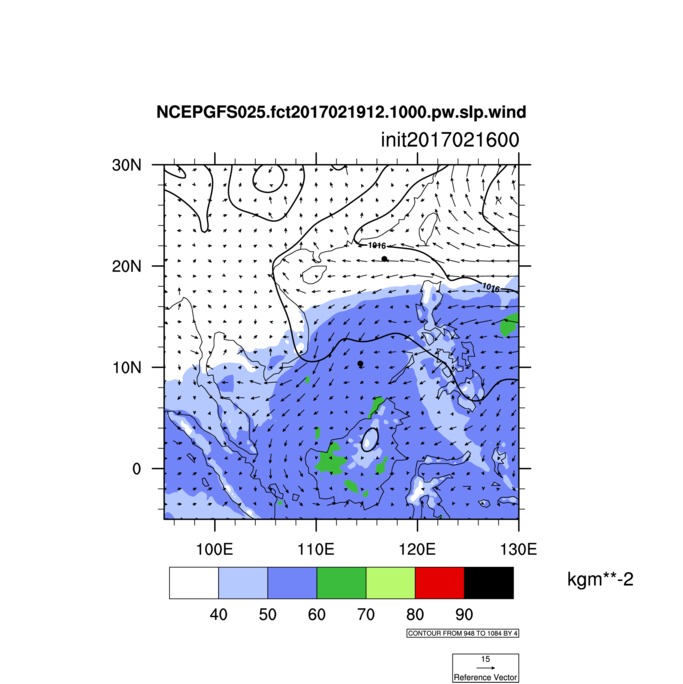 NCEPGFS025.fct2017021912.1000.pw.slp.wind
init2017021600
30N
20N
10N
0
1016
1016
100E 110E 120E 130E
kgm**-2
40 50 60 70 80 90
CONTOUR FROM 948 TO 1084 BY 4
15
Reference Vector